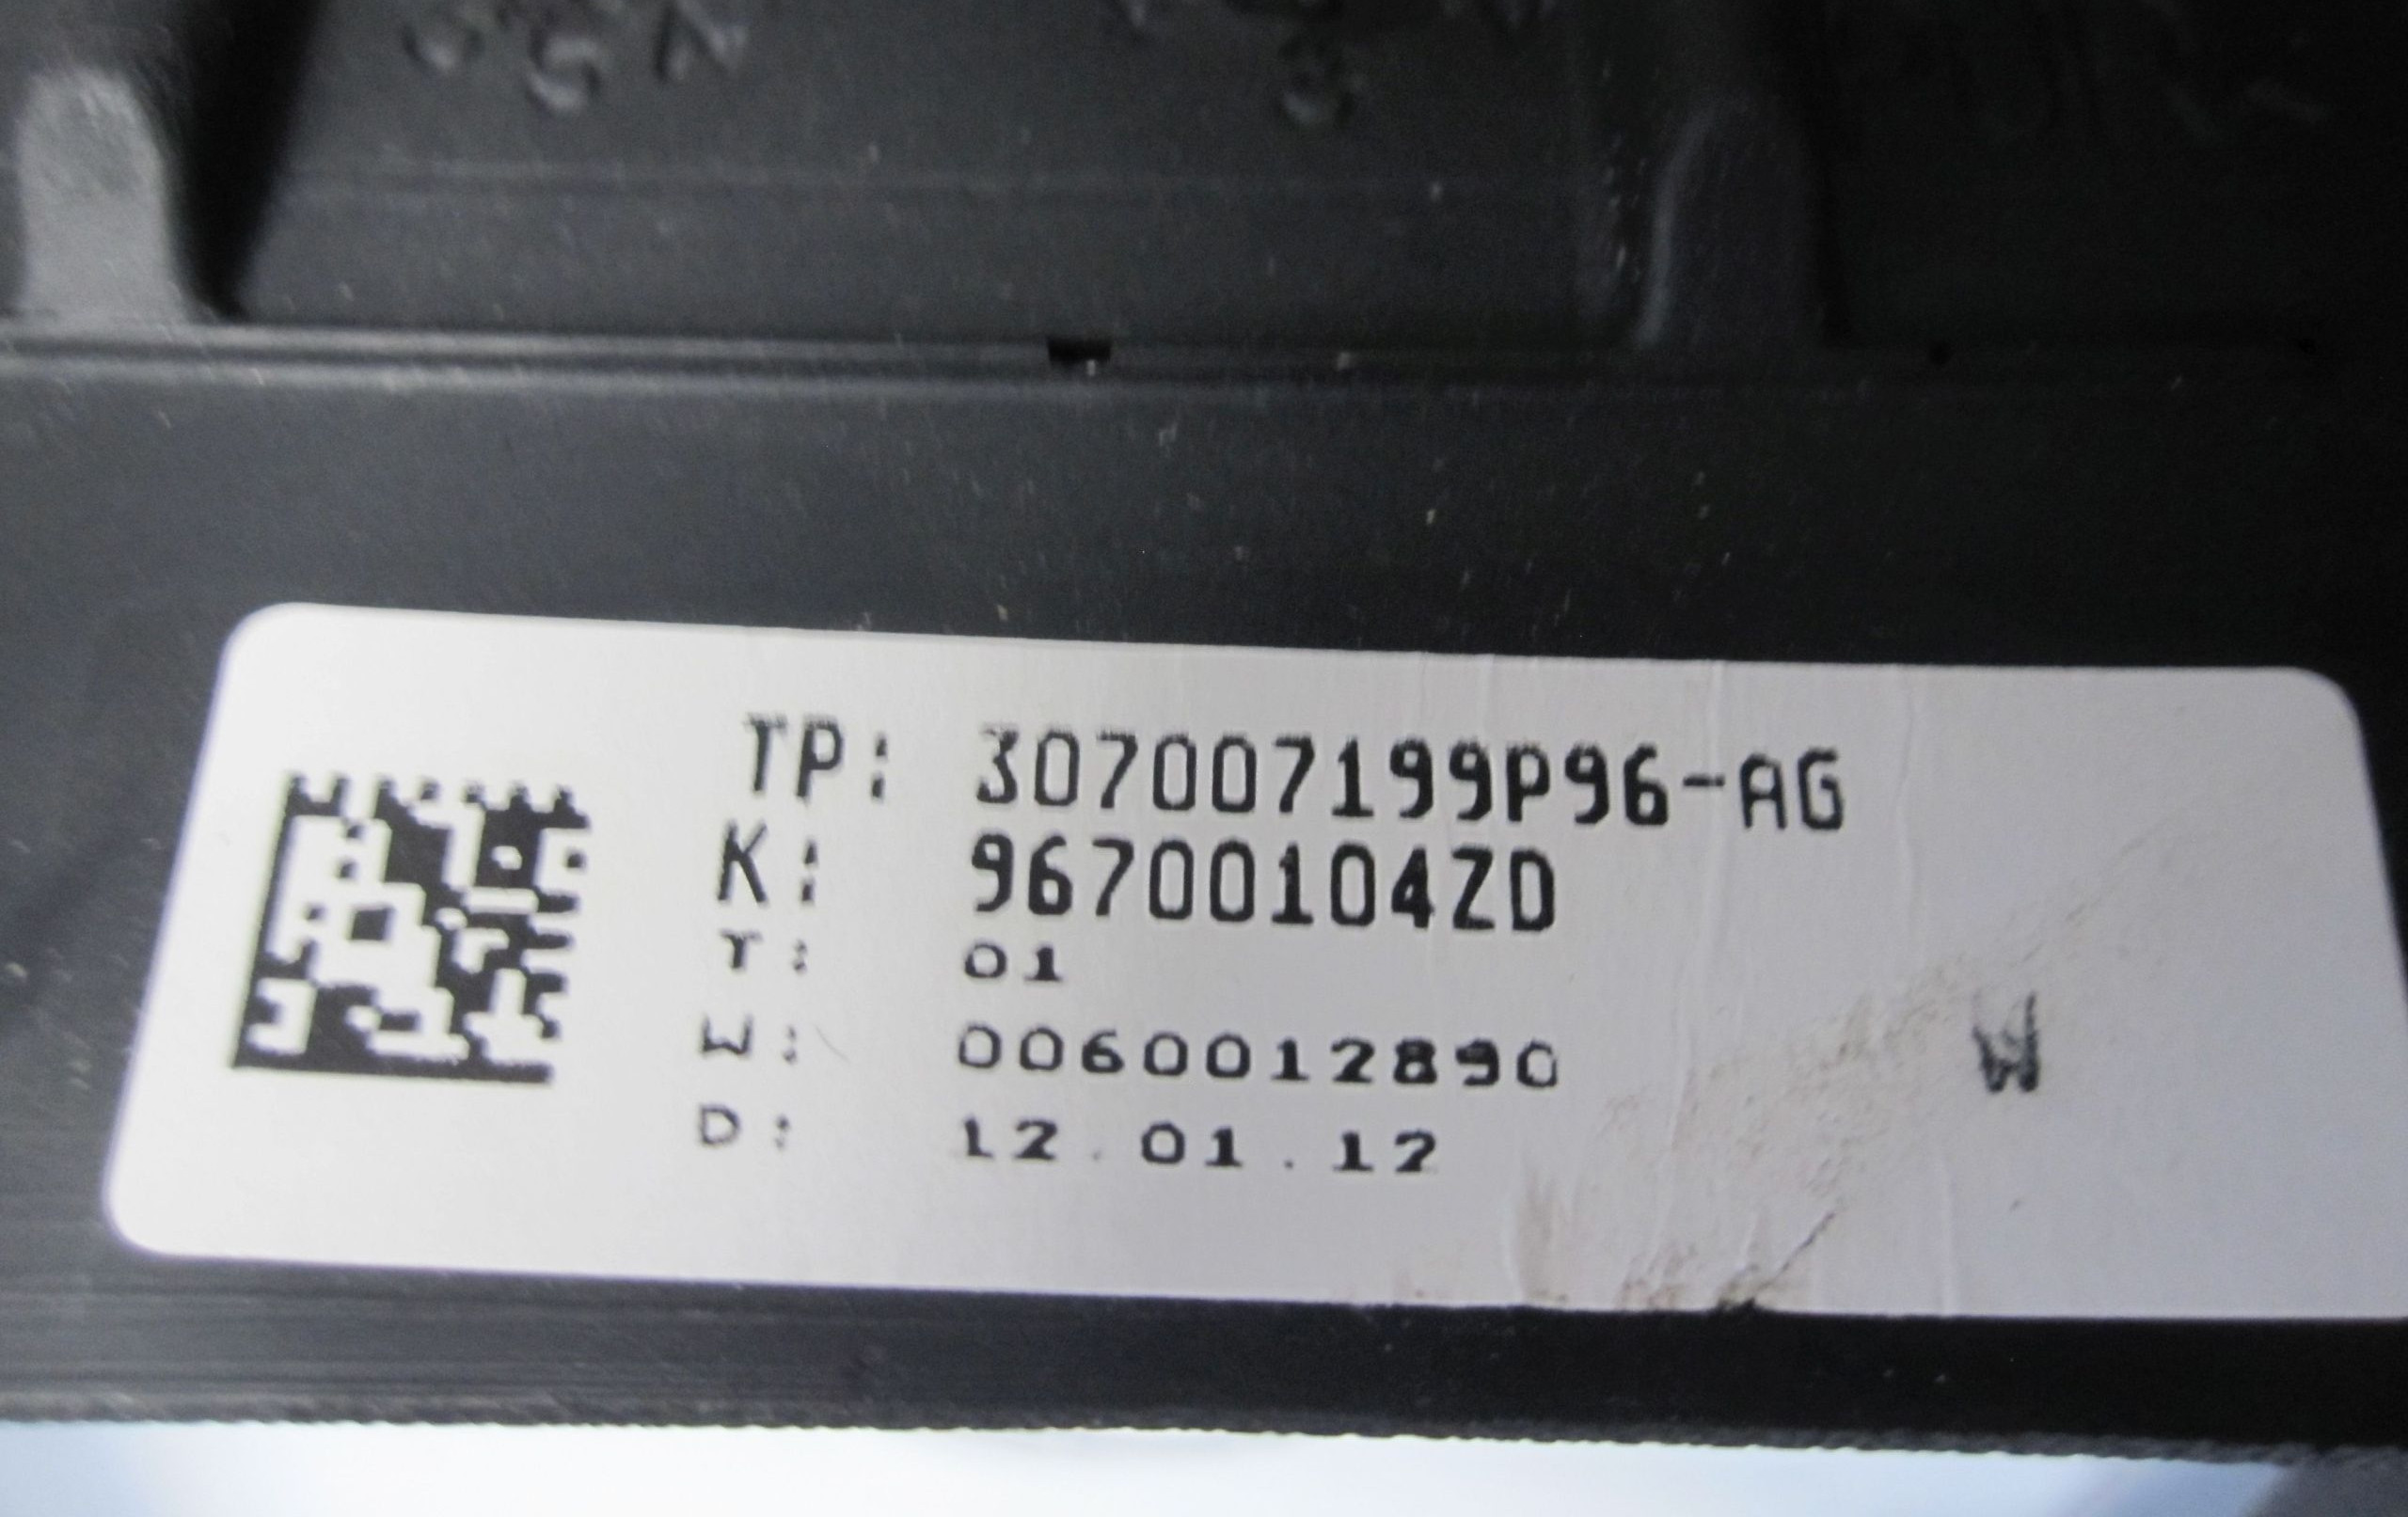 TP: 307007199P96-AG
K: 96700104ZD
T: 01
W: 0060012890
W
D: 12.01.12